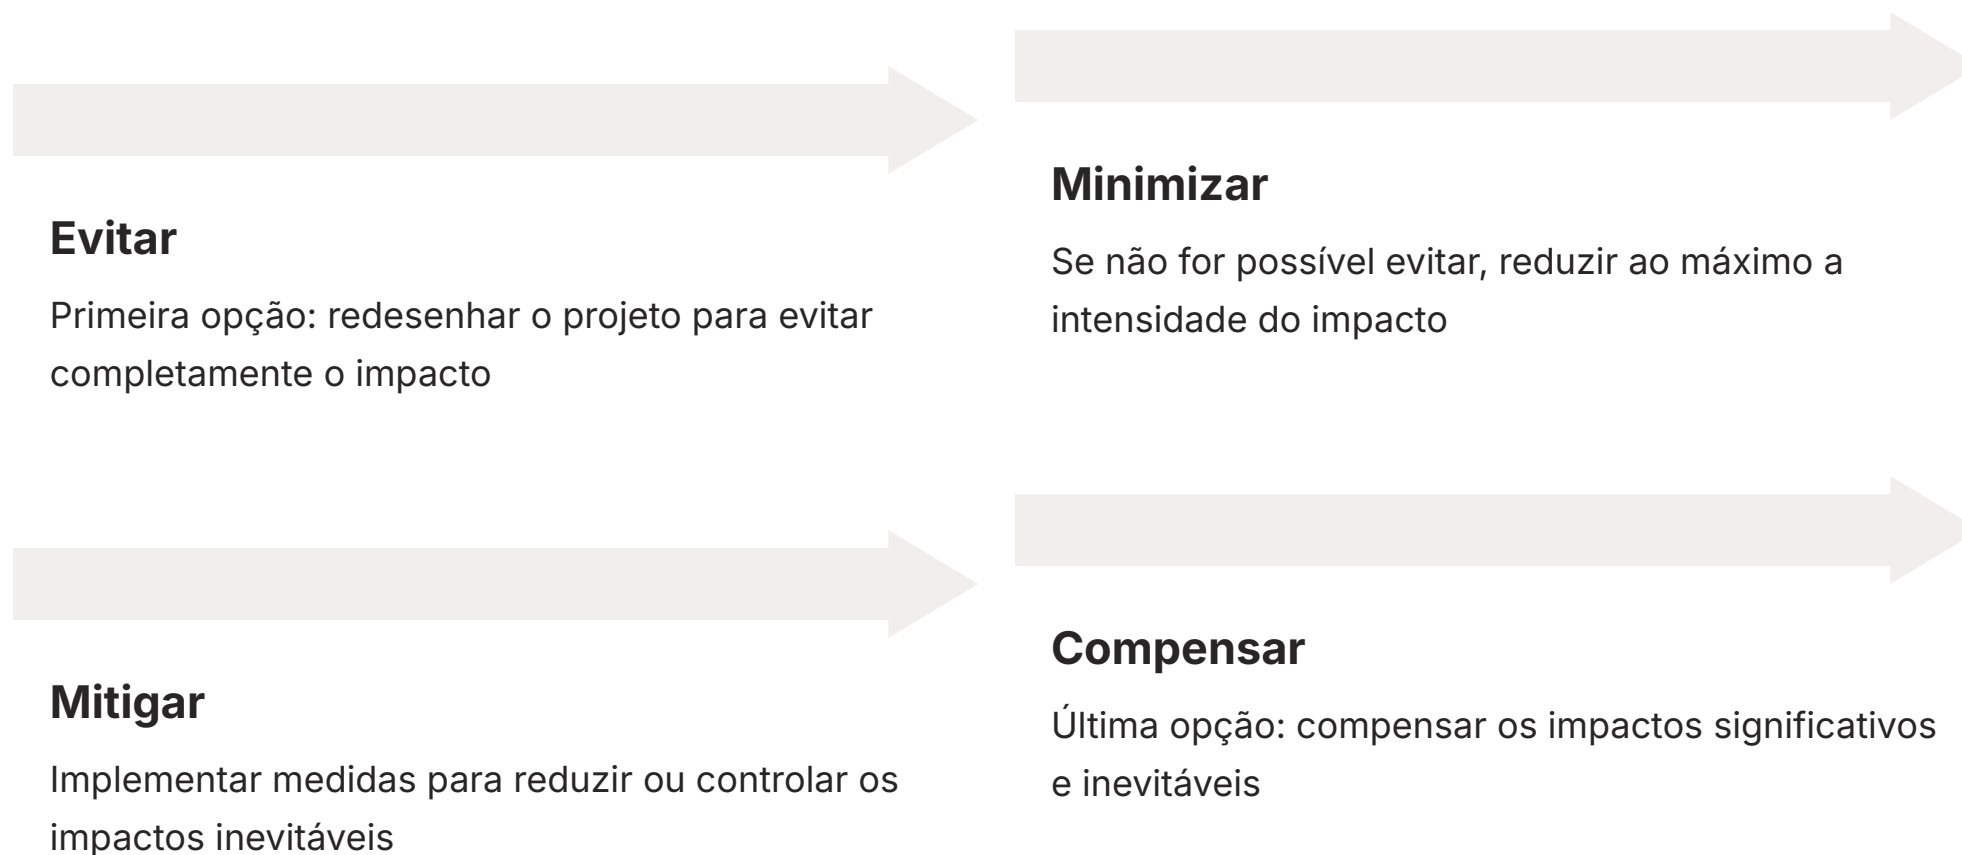 Evitar
Primeira opção: redesenhar o projeto para evitar
completamente o impacto
Minimizar
Se não for possível evitar, reduzir ao máximo a
intensidade do impacto
Mitigar
Implementar medidas para reduzir ou controlar os
impactos inevitáveis
Compensar
Última opção: compensar os impactos significativos
e inevitáveis